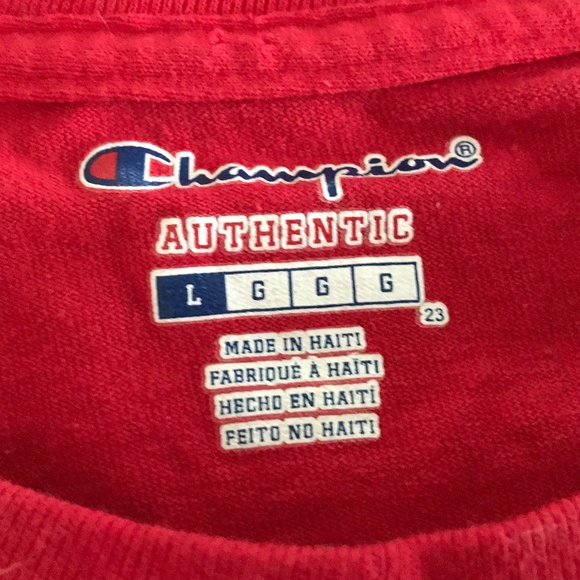 Champion®
AUTHENTIC
L G G G
23
MADE IN HAITI
FABRIQUÉ À HAÏTI
HECHO EN HAITÍ
FEITO NO HAITI